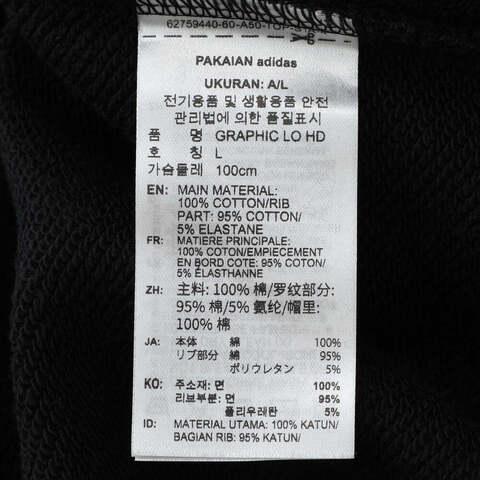 62759440-60-A50-TOP-
PAKAIAN adidas
UKURAN: A/L
전기용품 및 생활용품 안전
관리법에 의한 품질표시
품 명 GRAPHIC LO HD
호 칭 L
가슴둘레 100cm
EN: MAIN MATERIAL:
100% COTTON/RIB
PART: 95% COTTON/
5% ELASTANE
FR: MATIERE PRINCIPALE:
100% COTON/EMPIECEMENT
EN BORD COTE: 95% COTON/
5% ÉLASTHANNE
ZH: 主料: 100% 棉/罗纹部分:
95% 棉/5% 氨纶/帽里:
100% 棉
JA: 本体 綿 100%
リブ部分 綿 95%
ポリウレタン 5%
KO: 주소재: 면 100%
리브부분: 면 95%
폴리우레탄 5%
ID: MATERIAL UTAMA: 100% KATUN/
BAGIAN RIB: 95% KATUN/